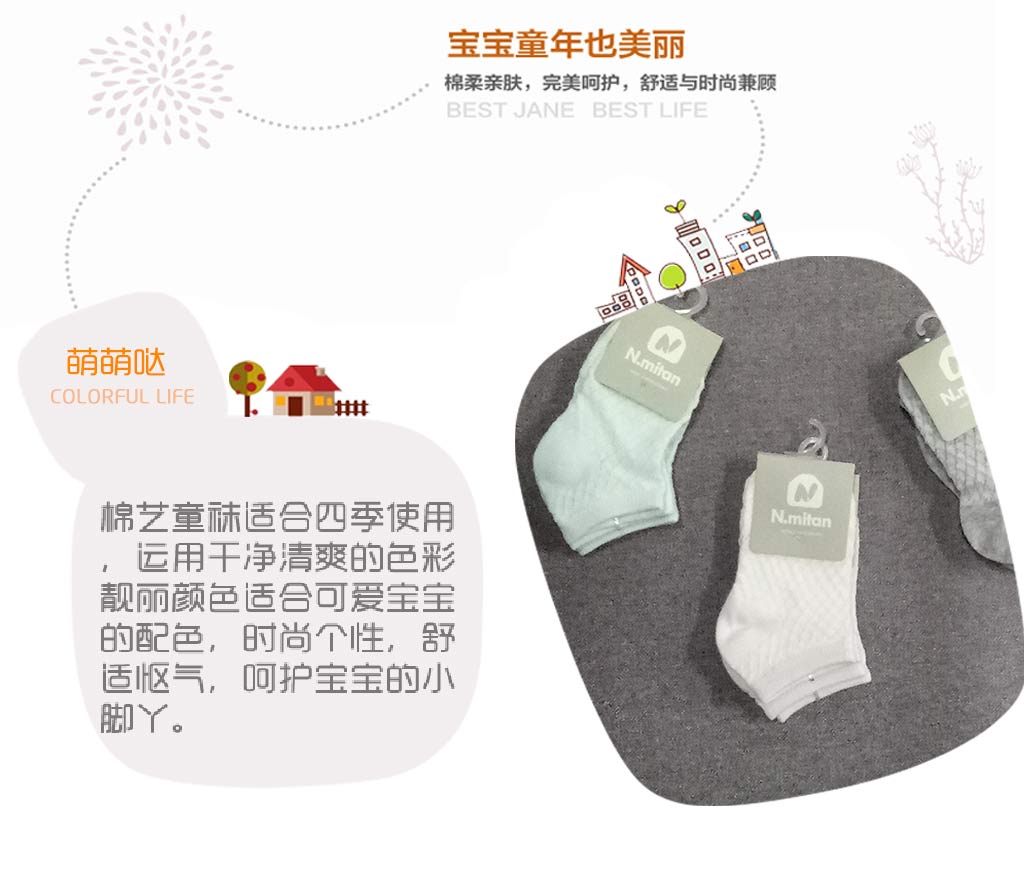 宝宝童年也美丽
棉柔亲肤，完美呵护，舒适与时尚兼顾
BEST JANE BEST LIFE
萌萌哒
COLORFUL LIFE
棉艺童袜适合四季使用
，运用干净清爽的色彩
靓丽颜色适合可爱宝宝
的配色，时尚个性，舒
适怄气，呵护宝宝的小
脚丫。
N.mitan
N.mitan
N.mi